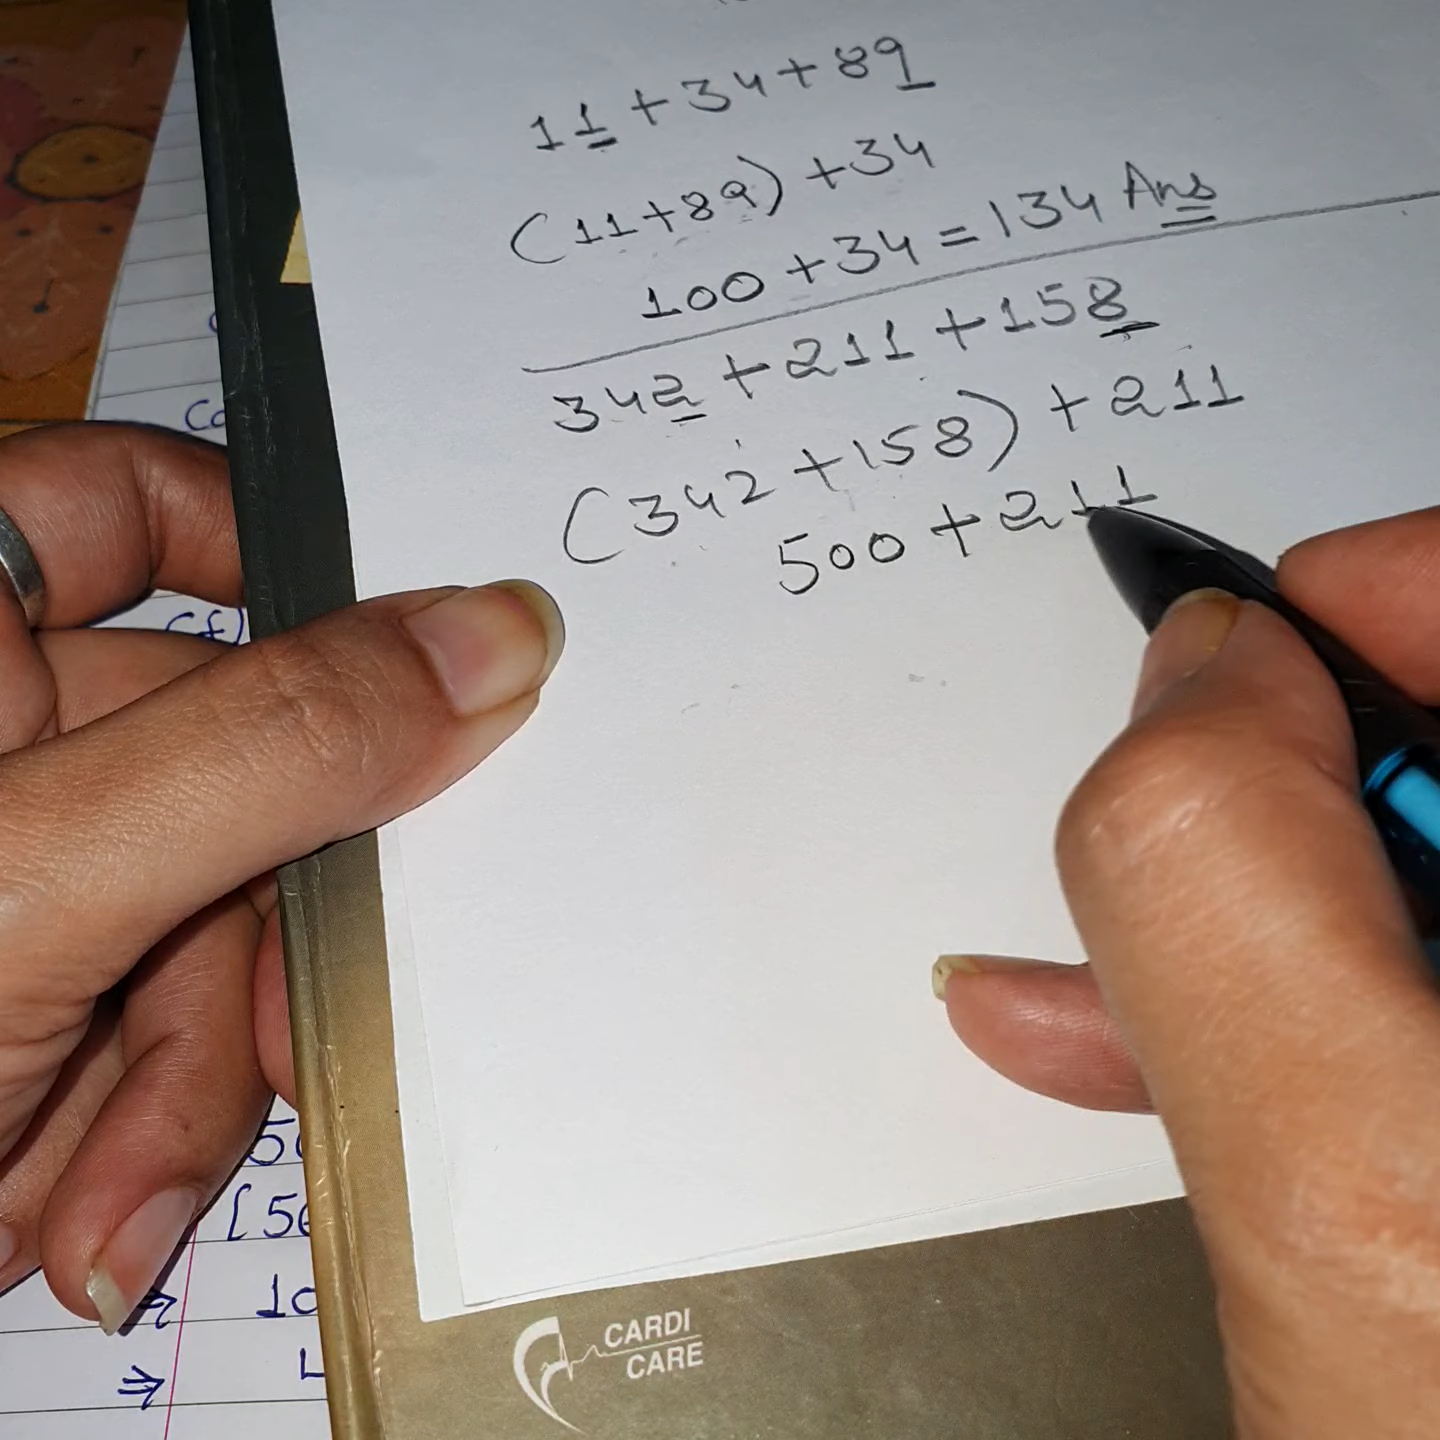 11 + 34 + 89
(11 + 89) + 34
100 + 34 = 134 Ans
342 + 211 + 158
(342 + 158) + 211
500 + 211
CARDI
CARE